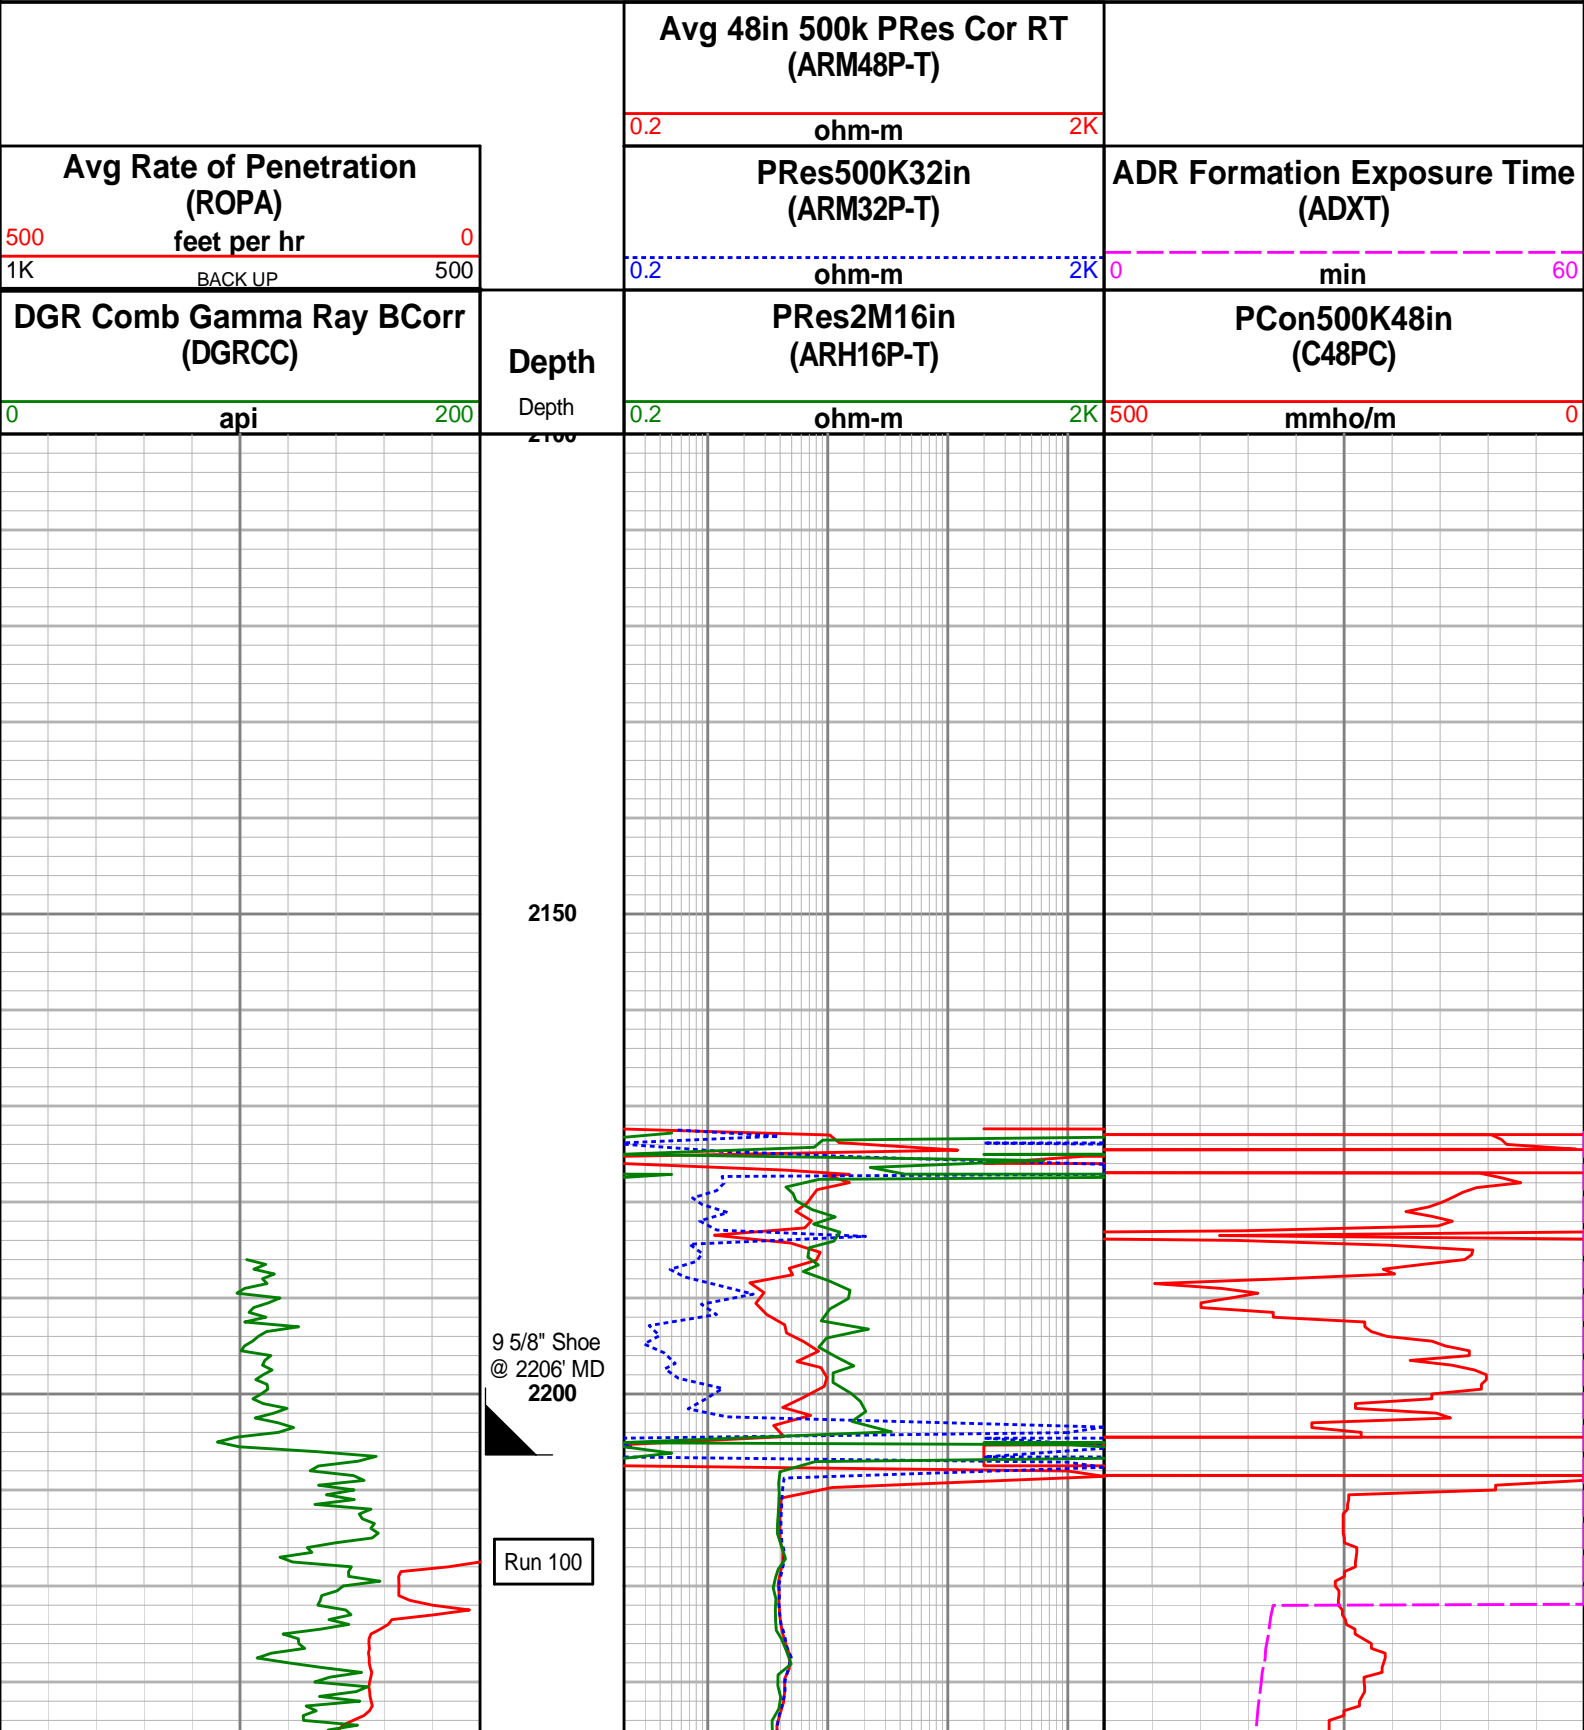 Avg 48in 500k PRes Cor RT
(ARM48P-T)
0.2 ohm-m 2K
Avg Rate of Penetration
(ROPA)
500 feet per hr 0
1K BACK UP 500
PRes500K32in
(ARM32P-T)
0.2 ohm-m 2K
ADR Formation Exposure Time
(ADXT)
0 min 60
DGR Comb Gamma Ray BCorr
(DGRCC)
0 api 200
Depth
Depth
PRes2M16in
(ARH16P-T)
0.2 ohm-m 2K
PCon500K48in
(C48PC)
500 mmho/m 0
2100
2150
9 5/8" Shoe
@ 2206' MD
2200
Run 100